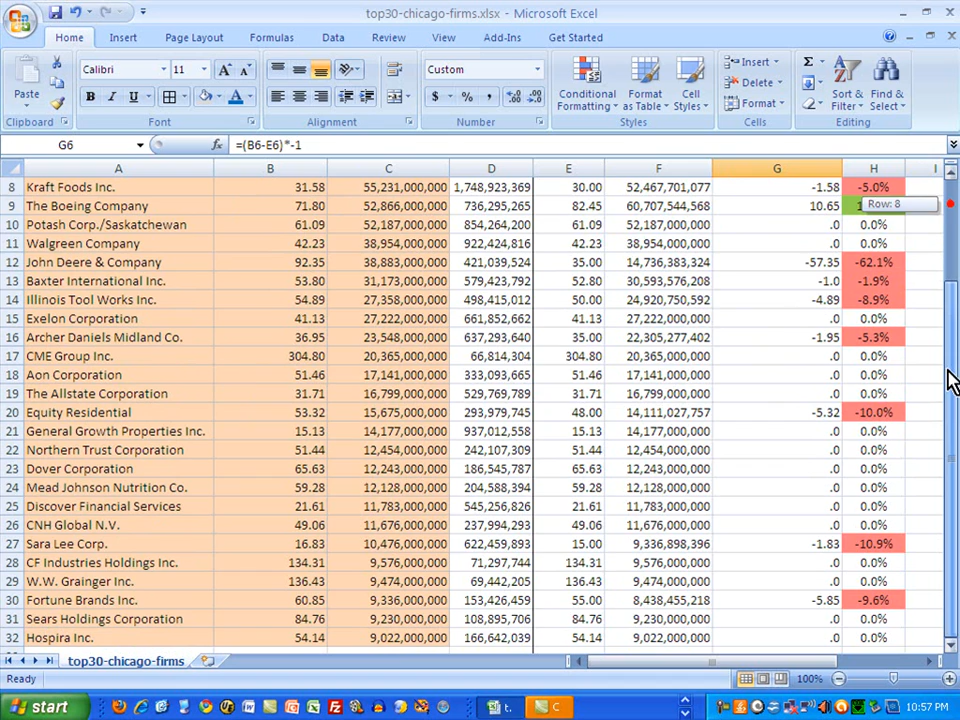 top30-chicago-firms.xlsx - Microsoft Excel
Home Insert Page Layout Formulas Data Review View Add-Ins Get Started
Calibri 11 Custom
Paste B I U $ % , Conditional Formatting Format as Table Cell Styles Insert Delete Format Sort & Filter Find & Select
Clipboard Font Alignment Number Styles Cells Editing
G6 fx =(B6-E6)*-1
A B C D E F G H I
8 Kraft Foods Inc. 31.58 55,231,000,000 1,748,923,369 30.00 52,467,701,077 -1.58 -5.0%
9 The Boeing Company 71.80 52,866,000,000 736,295,265 82.45 60,707,544,568 10.65 Row: 8
10 Potash Corp./Saskatchewan 61.09 52,187,000,000 854,264,200 61.09 52,187,000,000 .0 0.0%
11 Walgreen Company 42.23 38,954,000,000 922,424,816 42.23 38,954,000,000 .0 0.0%
12 John Deere & Company 92.35 38,883,000,000 421,039,524 35.00 14,736,383,324 -57.35 -62.1%
13 Baxter International Inc. 53.80 31,173,000,000 579,423,792 52.80 30,593,576,208 -1.0 -1.9%
14 Illinois Tool Works Inc. 54.89 27,358,000,000 498,415,012 50.00 24,920,750,592 -4.89 -8.9%
15 Exelon Corporation 41.13 27,222,000,000 661,852,662 41.13 27,222,000,000 .0 0.0%
16 Archer Daniels Midland Co. 36.95 23,548,000,000 637,293,640 35.00 22,305,277,402 -1.95 -5.3%
17 CME Group Inc. 304.80 20,365,000,000 66,814,304 304.80 20,365,000,000 .0 0.0%
18 Aon Corporation 51.46 17,141,000,000 333,093,665 51.46 17,141,000,000 .0 0.0%
19 The Allstate Corporation 31.71 16,799,000,000 529,769,789 31.71 16,799,000,000 .0 0.0%
20 Equity Residential 53.32 15,675,000,000 293,979,745 48.00 14,111,027,757 -5.32 -10.0%
21 General Growth Properties Inc. 15.13 14,177,000,000 937,012,558 15.13 14,177,000,000 .0 0.0%
22 Northern Trust Corporation 51.44 12,454,000,000 242,107,309 51.44 12,454,000,000 .0 0.0%
23 Dover Corporation 65.63 12,243,000,000 186,545,787 65.63 12,243,000,000 .0 0.0%
24 Mead Johnson Nutrition Co. 59.28 12,128,000,000 204,588,394 59.28 12,128,000,000 .0 0.0%
25 Discover Financial Services 21.61 11,783,000,000 545,256,826 21.61 11,783,000,000 .0 0.0%
26 CNH Global N.V. 49.06 11,676,000,000 237,994,293 49.06 11,676,000,000 .0 0.0%
27 Sara Lee Corp. 16.83 10,476,000,000 622,459,893 15.00 9,336,898,396 -1.83 -10.9%
28 CF Industries Holdings Inc. 134.31 9,576,000,000 71,297,744 134.31 9,576,000,000 .0 0.0%
29 W.W. Grainger Inc. 136.43 9,474,000,000 69,442,205 136.43 9,474,000,000 .0 0.0%
30 Fortune Brands Inc. 60.85 9,336,000,000 153,426,459 55.00 8,438,455,218 -5.85 -9.6%
31 Sears Holdings Corporation 84.76 9,230,000,000 108,895,706 84.76 9,230,000,000 .0 0.0%
32 Hospira Inc. 54.14 9,022,000,000 166,642,039 54.14 9,022,000,000 .0 0.0%
top30-chicago-firms
Ready 100%
start t. C 10:57 PM